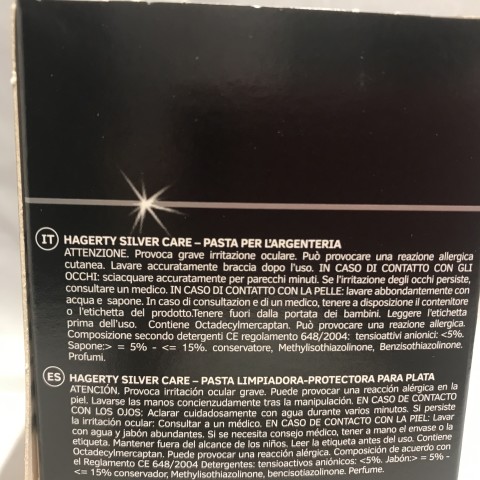 IT HAGERTY SILVER CARE – PASTA PER L'ARGENTERIA
ATTENZIONE. Provoca grave irritazione oculare. Può provocare una reazione allergica
cutanea. Lavare accuratamente braccia dopo l'uso. IN CASO DI CONTATTO CON GLI
OCCHI: sciacquare accuratamente per parecchi minuti. Se l'irritazione degli occhi persiste,
consultare un medico. IN CASO DI CONTATTO CON LA PELLE: lavare abbondantemente con
acqua e sapone. In caso di consultazion e di un medico, tenere a disposizione il contenitore
o l'etichetta del prodotto.Tenere fuori dalla portata dei bambini. Leggere l'etichetta
prima dell'uso. Contiene Octadecylmercaptan. Può provocare una reazione allergica.
Composizione secondo detergenti CE regolamento 648/2004: tensioattivi anionici: <5%.
Sapone:> = 5% - <= 15%. conservatore, Methylisothiazolinone, Benzisothiazolinone.
Profumi.
ES HAGERTY SILVER CARE – PASTA LIMPIADORA-PROTECTORA PARA PLATA
ATENCIÓN. Provoca irritación ocular grave. Puede provocar una reacción alérgica en la
piel. Lavarse las manos concienzudamente tras la manipulación. EN CASO DE CONTACTO
CON LOS OJOS: Aclarar cuidadosamente con agua durante varios minutos. Si persiste
la irritación ocular: Consultar a un médico. EN CASO DE CONTACTO CON LA PIEL: Lavar
con agua y jabón abundantes. Si se necesita consejo médico, tener a mano el envase o la
etiqueta. Mantener fuera del alcance de los niños. Leer la etiqueta antes del uso. Contiene
Octadecylmercaptan. Puede provocar una reacción alérgica. Composición de acuerdo con
el Reglamento CE 648/2004 Detergentes: tensioactivos aniónicos: <5%. Jabón:> = 5% -
<= 15% conservador, Methylisothiazolinone, benzisotiazolinone. Perfume.